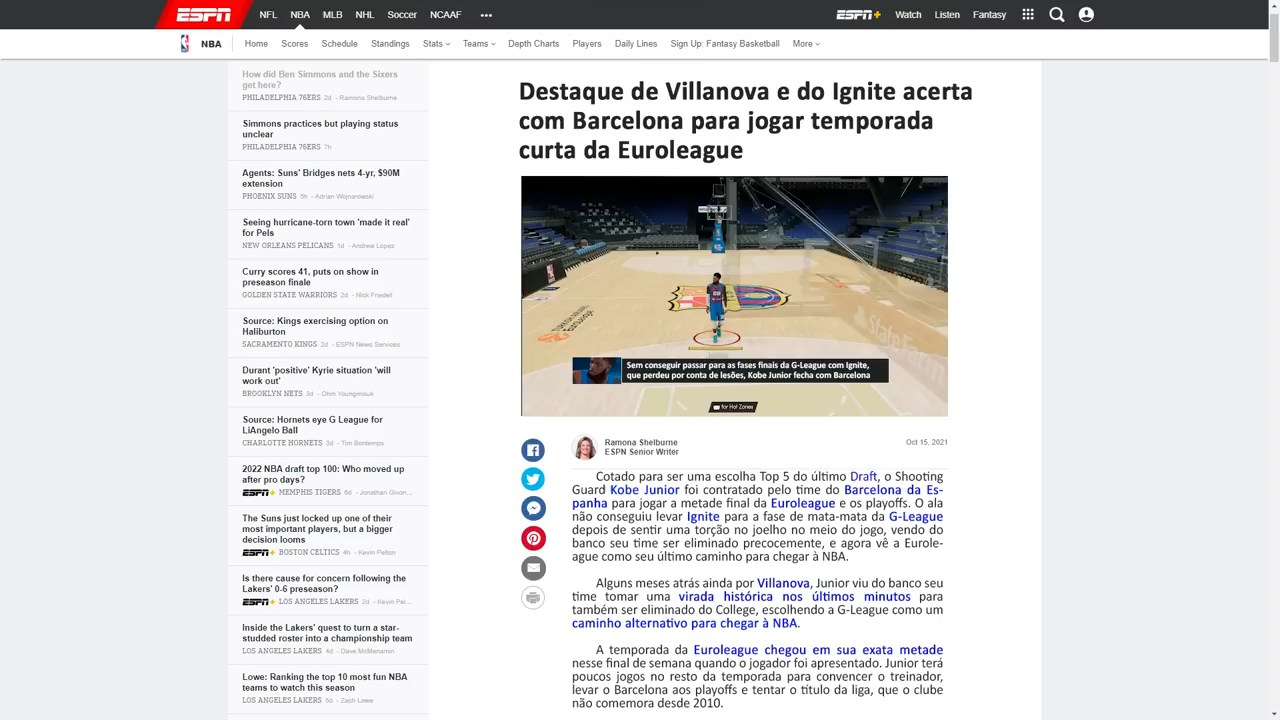 ESPN NFL NBA MLB NHL Soccer NCAAF ••• ESPN+ Watch Listen Fantasy
NBA Home Scores Schedule Standings Stats Teams Depth Charts Players Daily Lines Sign Up: Fantasy Basketball More
How did Ben Simmons and the Sixers
get here?
PHILADELPHIA 76ERS 2d - Ramona Shelburne
Simmons practices but playing status
unclear
PHILADELPHIA 76ERS 7h
Agents: Suns' Bridges nets 4-yr, $90M
extension
PHOENIX SUNS 5h - Adrian Wojnarowski
Seeing hurricane-torn town 'made it real'
for Pels
NEW ORLEANS PELICANS 1d - Andrew Lopez
Curry scores 41, puts on show in
preseason finale
GOLDEN STATE WARRIORS 2d - Nick Friedell
Source: Kings exercising option on
Haliburton
SACRAMENTO KINGS 2d - ESPN News Services
Durant 'positive' Kyrie situation 'will
work out'
BROOKLYN NETS 3d - Ohm Youngmisuk
Source: Hornets eye G League for
LiAngelo Ball
CHARLOTTE HORNETS 3d - Tim Bontemps
2022 NBA draft top 100: Who moved up
after pro days?
ESPN+ MEMPHIS TIGERS 6d - Jonathan Givon...
The Suns just locked up one of their
most important players, but a bigger
decision looms
ESPN+ BOSTON CELTICS 4h - Kevin Pelton
Is there cause for concern following the
Lakers' 0-6 preseason?
ESPN+ LOS ANGELES LAKERS 2d - Kevin Pel...
Inside the Lakers' quest to turn a star-
studded roster into a championship team
LOS ANGELES LAKERS 4d - Dave McMenamin
Lowe: Ranking the top 10 most fun NBA
teams to watch this season
LOS ANGELES LAKERS 5d - Zach Lowe
Destaque de Villanova e do Ignite acerta
com Barcelona para jogar temporada
curta da Euroleague
Sem conseguir passar para as fases finais da G-League com Ignite,
que perdeu por conta de lesões, Kobe Junior fecha com Barcelona
for Hot Zones
Ramona Shelburne
ESPN Senior Writer
Oct 15, 2021
Cotado para ser uma escolha Top 5 do último Draft, o Shooting
Guard Kobe Junior foi contratado pelo time do Barcelona da Es-
panha para jogar a metade final da Euroleague e os playoffs. O ala
não conseguiu levar Ignite para a fase de mata-mata da G-League
depois de sentir uma torção no joelho no meio do jogo, vendo do
banco seu time ser eliminado precocemente, e agora vê a Eurole-
ague como seu último caminho para chegar à NBA.
Alguns meses atrás ainda por Villanova, Junior viu do banco seu
time tomar uma virada histórica nos últimos minutos para
também ser eliminado do College, escolhendo a G-League como um
caminho alternativo para chegar à NBA.
A temporada da Euroleague chegou em sua exata metade
nesse final de semana quando o jogador foi apresentado. Junior terá
poucos jogos no resto da temporada para convencer o treinador,
levar o Barcelona aos playoffs e tentar o título da liga, que o clube
não comemora desde 2010.